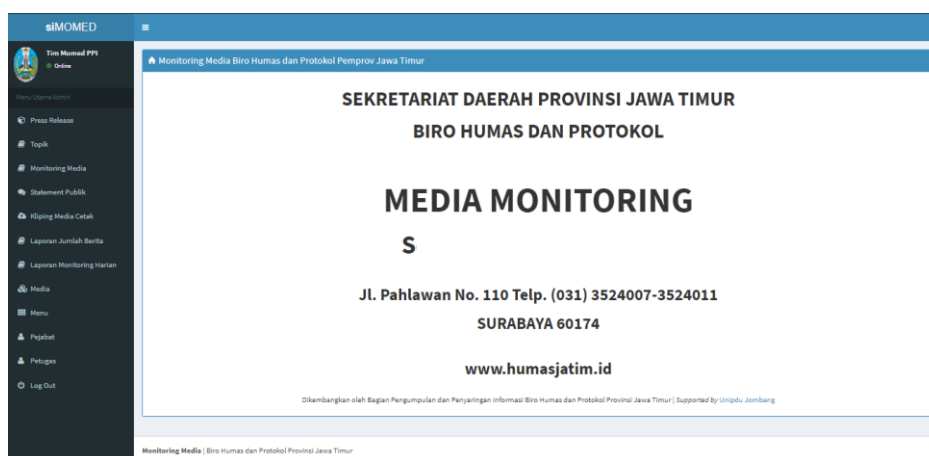 siMOMED
Tim Momed PPI
Online
Menu Utama Admin
Press Release
Topik
Monitoring Media
Statement Publik
Kliping Media Cetak
Laporan Jumlah Berita
Laporan Monitoring Harian
Media
Menu
Pejabat
Petugas
Log Out
Monitoring Media Biro Humas dan Protokol Pemprov Jawa Timur
SEKRETARIAT DAERAH PROVINSI JAWA TIMUR
BIRO HUMAS DAN PROTOKOL
MEDIA MONITORING
S
Jl. Pahlawan No. 110 Telp. (031) 3524007-3524011
SURABAYA 60174
www.humasjatim.id
Dikembangkan oleh Bagian Pengumpulan dan Penyaringan Informasi Biro Humas dan Protokol Provinsi Jawa Timur | Supported by Unipdu Jombang
Monitoring Media | Biro Humas dan Protokol Provinsi Jawa Timur